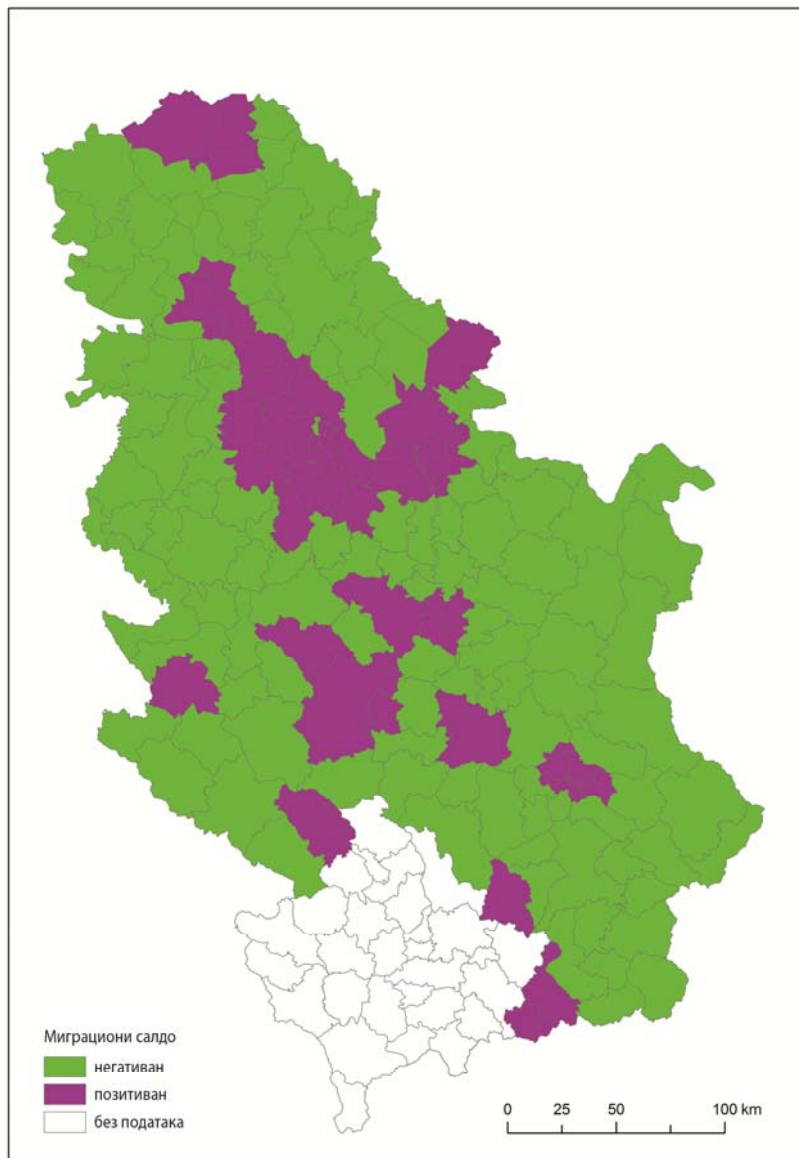 Миграциони салдо
негативан
позитиван
без података
0 25 50 100 km